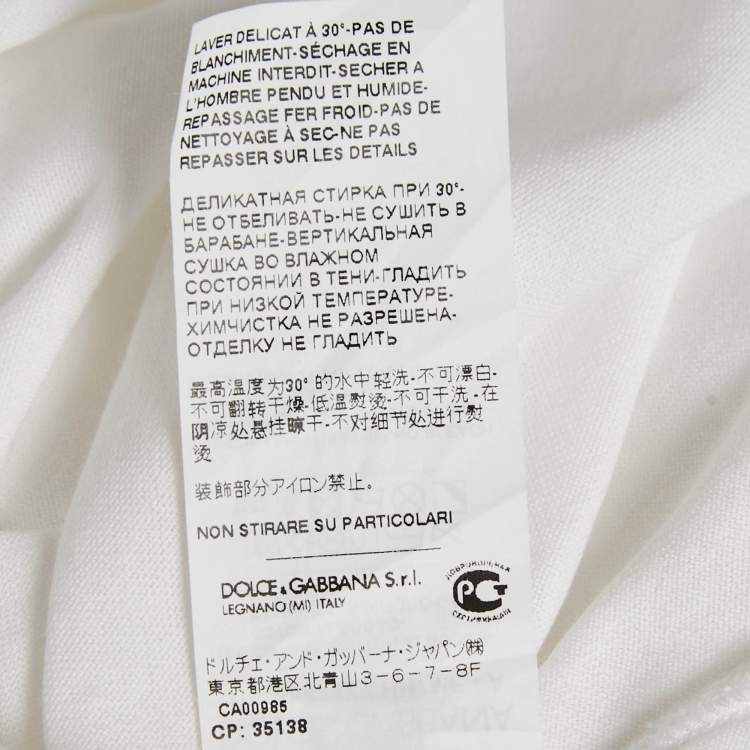 LAVER DELICAT À 30°-PAS DE
BLANCHIMENT-SÉCHAGE EN
MACHINE INTERDIT-SECHER A
L'HOMBRE PENDU ET HUMIDE-
REPASSAGE FER FROID-PAS DE
NETTOYAGE À SEC-NE PAS
REPASSER SUR LES DETAILS
ДЕЛИКАТНАЯ СТИРКА ПРИ 30°-
НЕ ОТБЕЛИВАТЬ-НЕ СУШИТЬ В
БАРАБАНЕ-ВЕРТИКАЛЬНАЯ
СУШКА ВО ВЛАЖНОМ
СОСТОЯНИИ В ТЕНИ-ГЛАДИТЬ
ПРИ НИЗКОЙ ТЕМПЕРАТУРЕ-
ХИМЧИСТКА НЕ РАЗРЕШЕНА-
ОТДЕЛКУ НЕ ГЛАДИТЬ
最高温度为30° 的水中轻洗-不可漂白-
不可翻转干燥-低温熨烫-不可干洗-在
阴凉处悬挂晾干-不对细节处进行熨
烫
装飾部分アイロン禁止。
NON STIRARE SU PARTICOLARI
DOLCE & GABBANA S.r.l.
LEGNANO (MI) ITALY
ДОБРОВОЛЬНАЯ
РСТ
СЕРТИФИКАЦИЯ
ドルチェ・アンド・ガッバーナ・ジャパン㈱
東京都港区北青山3-6-7-8F
CA00985
CP: 35138